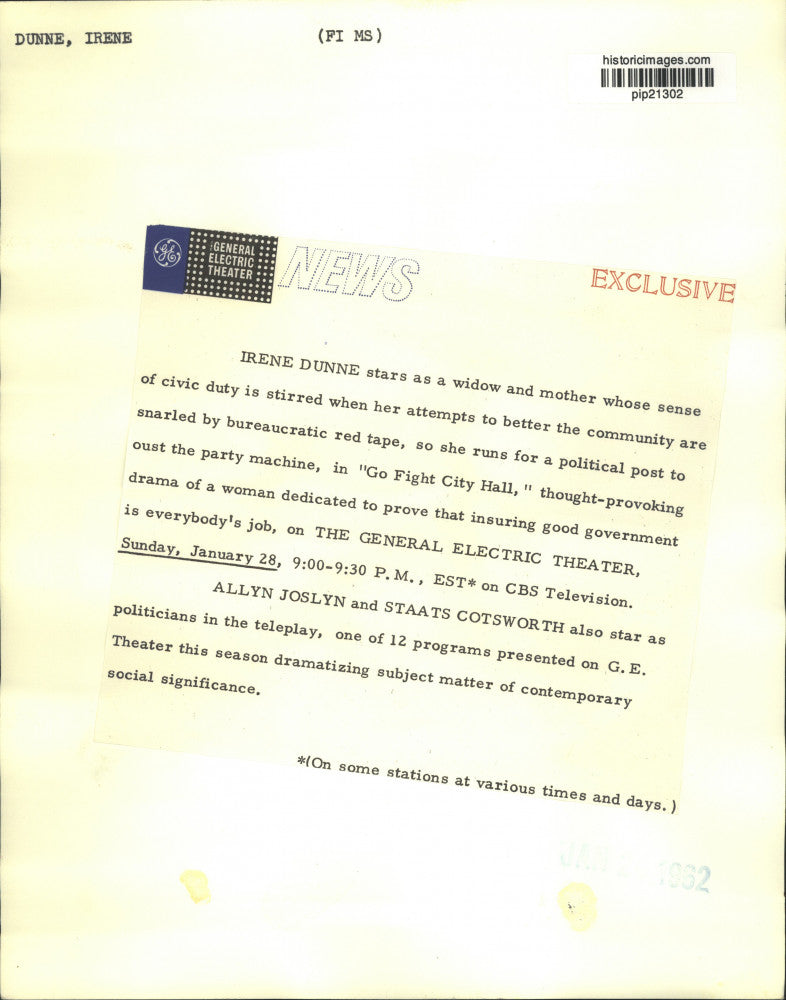 DUNNE, IRENE (FI MS)
historicimages.com
pip21302
GE
GENERAL
ELECTRIC
THEATER
NEWS
EXCLUSIVE
IRENE DUNNE stars as a widow and mother whose sense
of civic duty is stirred when her attempts to better the community are
snarled by bureaucratic red tape, so she runs for a political post to
oust the party machine, in "Go Fight City Hall," thought-provoking
drama of a woman dedicated to prove that insuring good government
is everybody's job, on THE GENERAL ELECTRIC THEATER,
Sunday, January 28, 9:00-9:30 P.M., EST* on CBS Television.
ALLYN JOSLYN and STAATS COTSWORTH also star as
politicians in the teleplay, one of 12 programs presented on G.E.
Theater this season dramatizing subject matter of contemporary
social significance.
*(On some stations at various times and days.)
JAN 1962